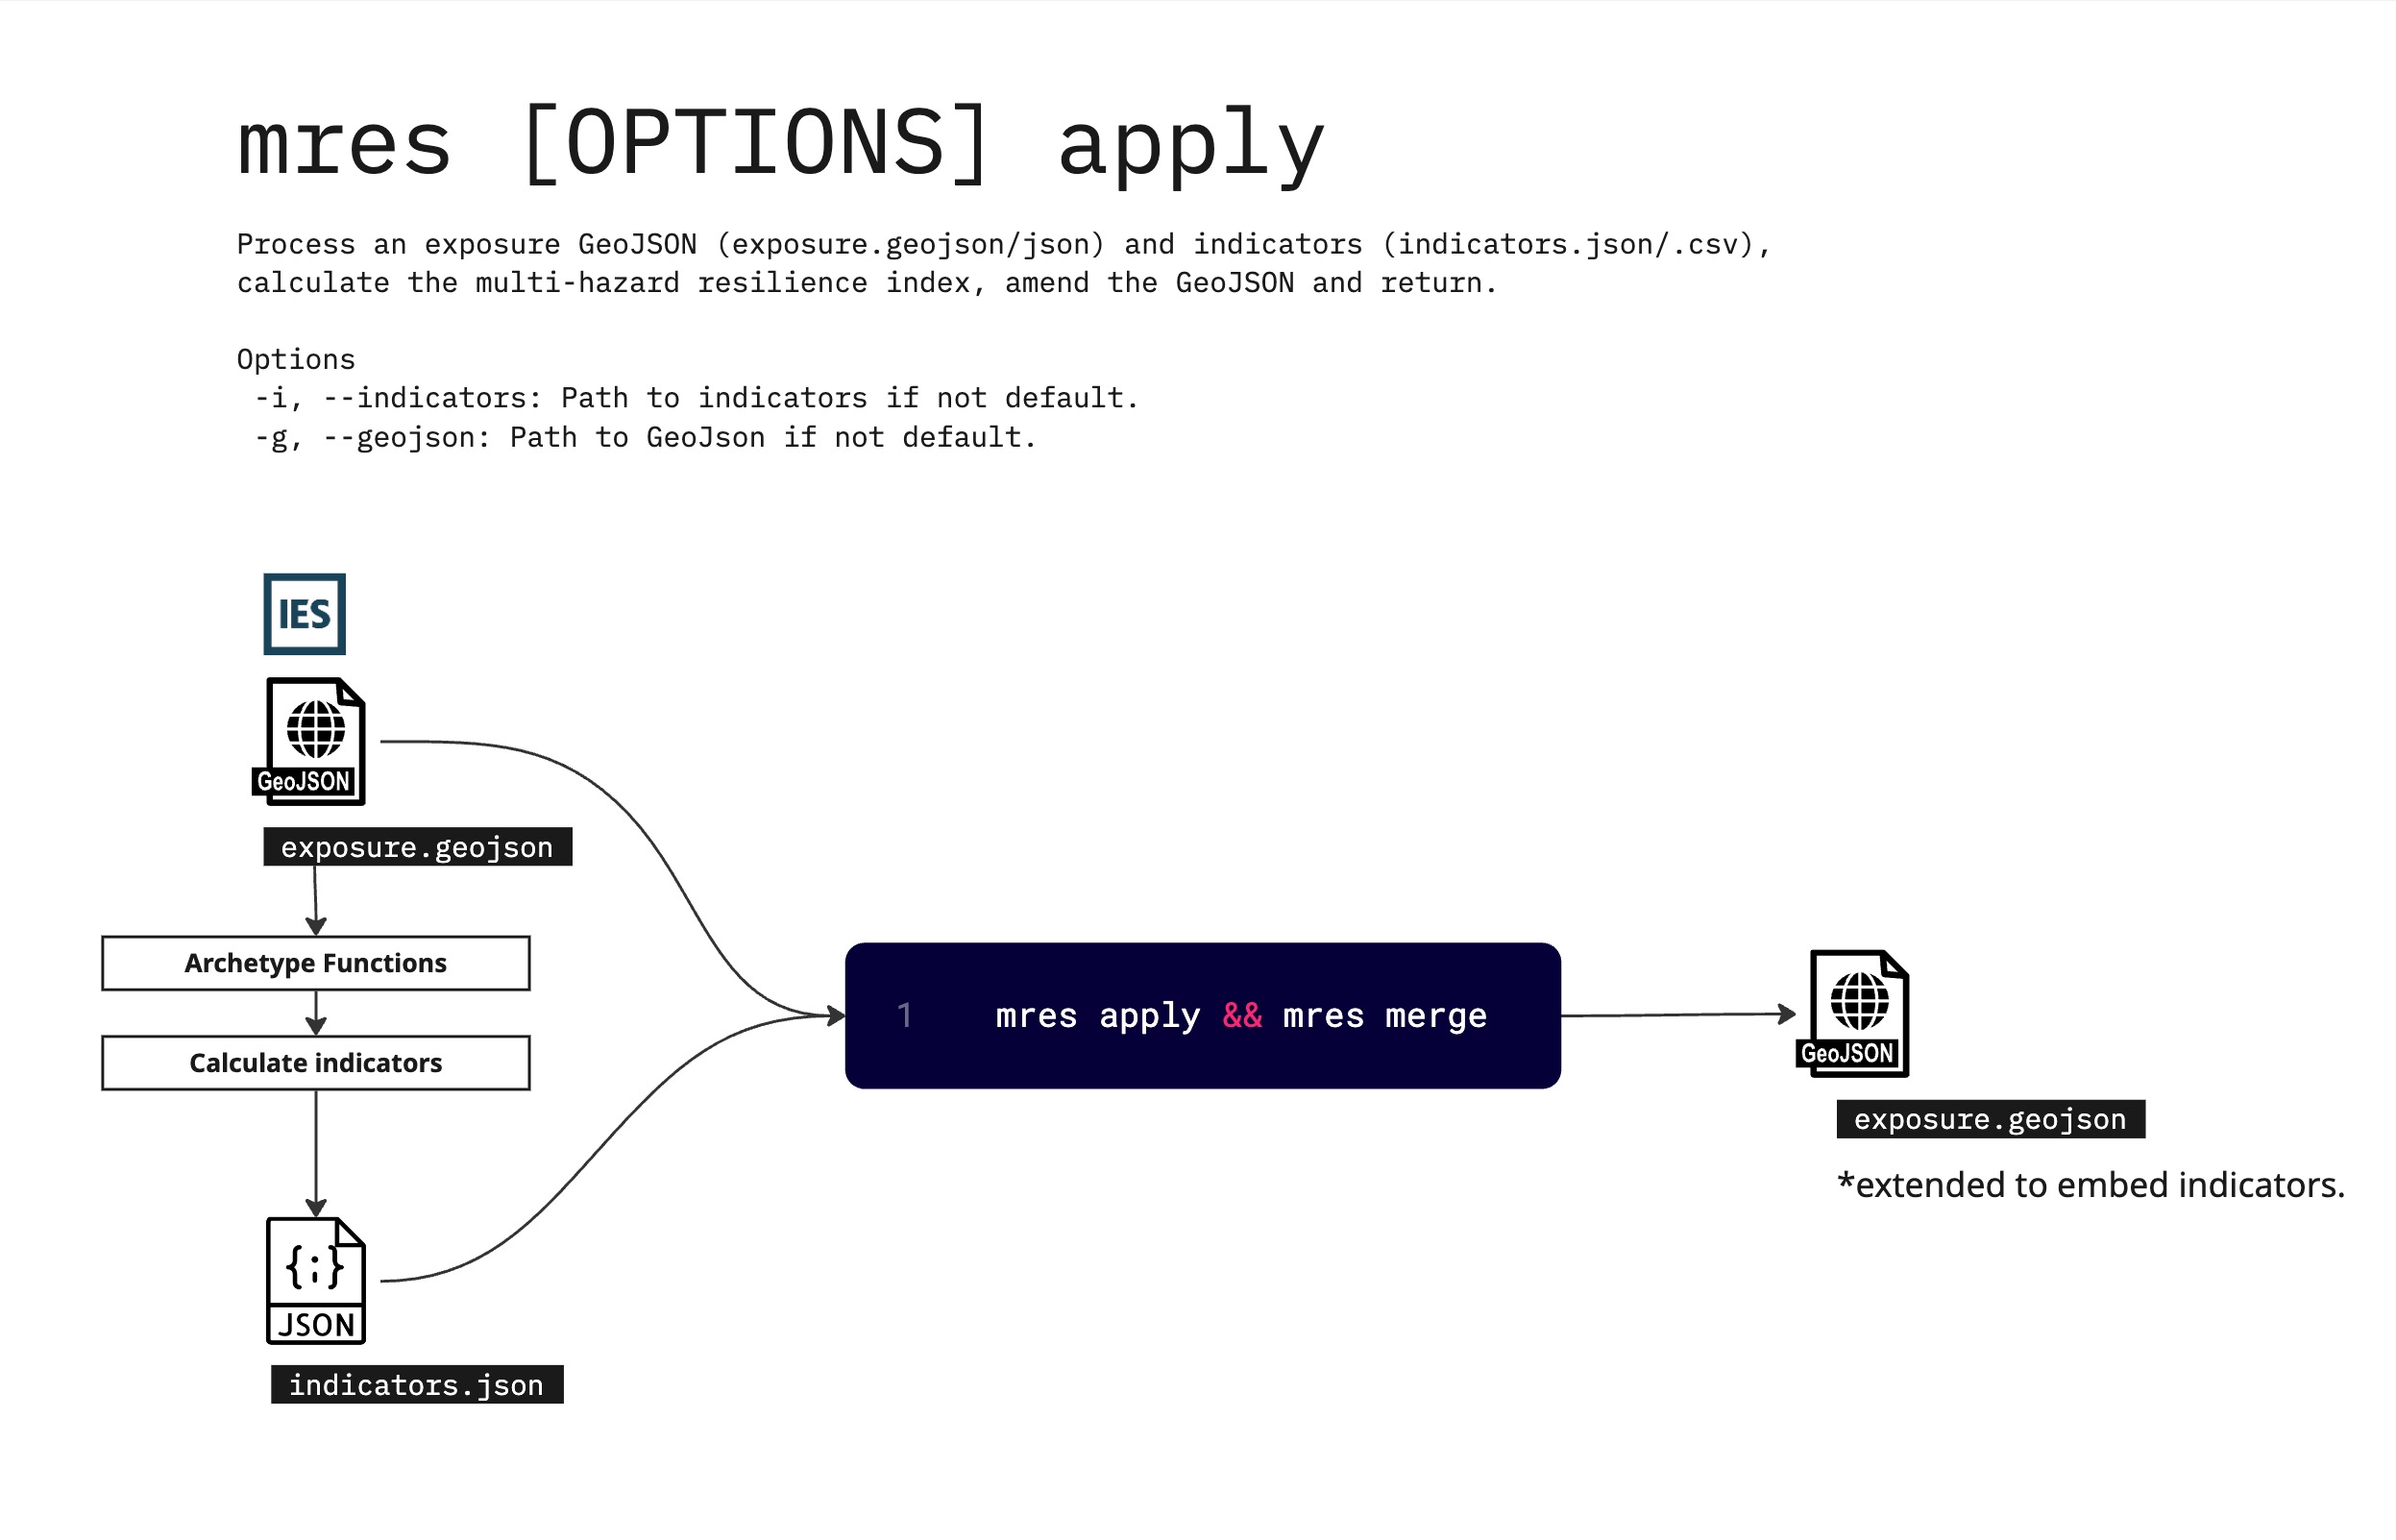 mres [OPTIONS] apply
Process an exposure GeoJSON (exposure.geojson/json) and indicators (indicators.json/.csv),
calculate the multi-hazard resilience index, amend the GeoJSON and return.
Options
-i, --indicators: Path to indicators if not default.
-g, --geojson: Path to GeoJson if not default.
IES
GeoJSON
exposure.geojson
Archetype Functions
Calculate indicators
{;}
JSON
indicators.json
1 mres apply && mres merge
GeoJSON
exposure.geojson
*extended to embed indicators.